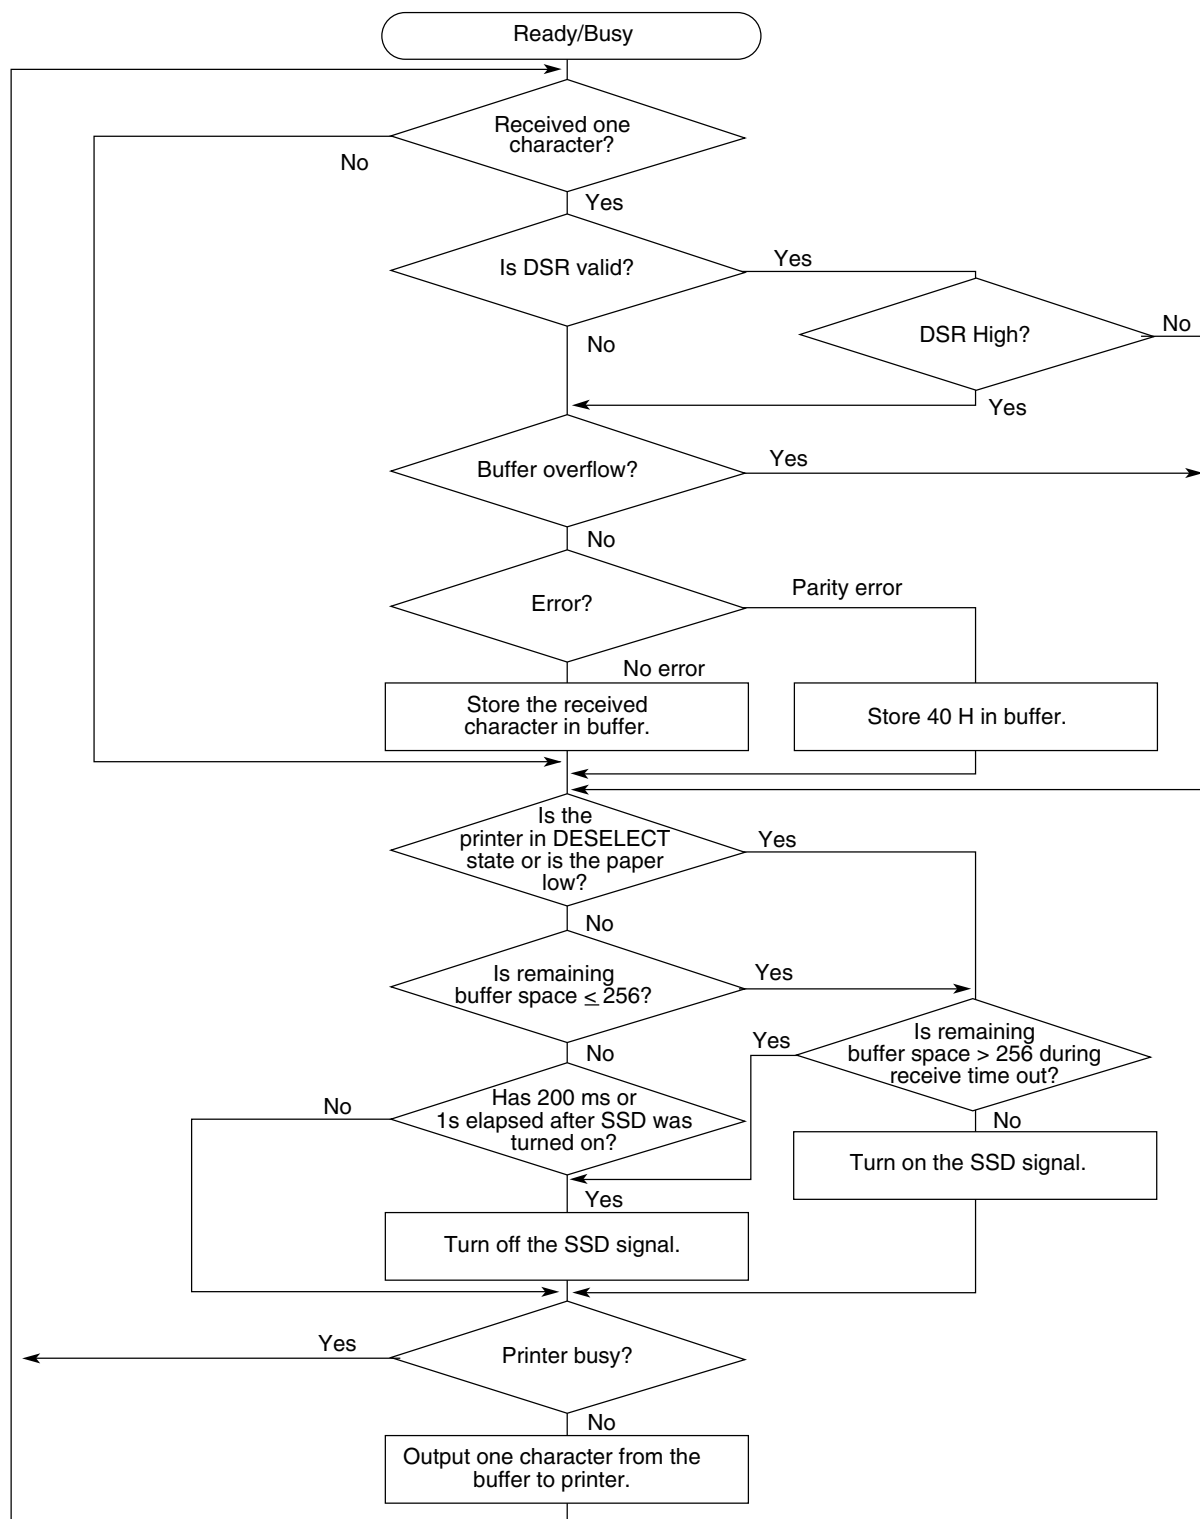 Ready/Busy
Received one
character?
No
Yes
Is DSR valid?
Yes
DSR High?
No
No
Yes
Buffer overflow?
Yes
No
Error?
Parity error
No error
Store the received
character in buffer.
Store 40 H in buffer.
Is the
printer in DESELECT
state or is the paper
low?
Yes
No
Is remaining
buffer space ≤ 256?
Yes
Is remaining
buffer space > 256 during
receive time out?
Yes
No
No
Has 200 ms or
1s elapsed after SSD was
turned on?
No
Turn on the SSD signal.
Yes
Turn off the SSD signal.
Printer busy?
Yes
No
Output one character from the
buffer to printer.